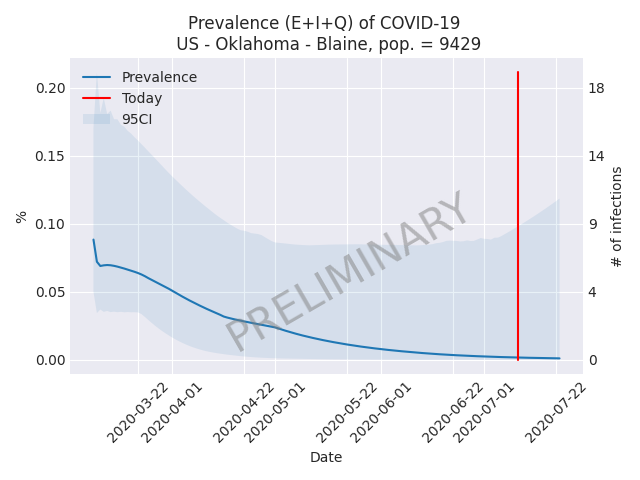 Prevalence (E+I+Q) of COVID-19
US - Oklahoma - Blaine, pop. = 9429
Prevalence
Today
95CI
0.20
0.15
0.10
0.05
0.00
%
18
14
9
4
0
# of infections
PRELIMINARY
2020-03-22
2020-04-01
2020-04-22
2020-05-01
2020-05-22
2020-06-01
2020-06-22
2020-07-01
2020-07-22
Date